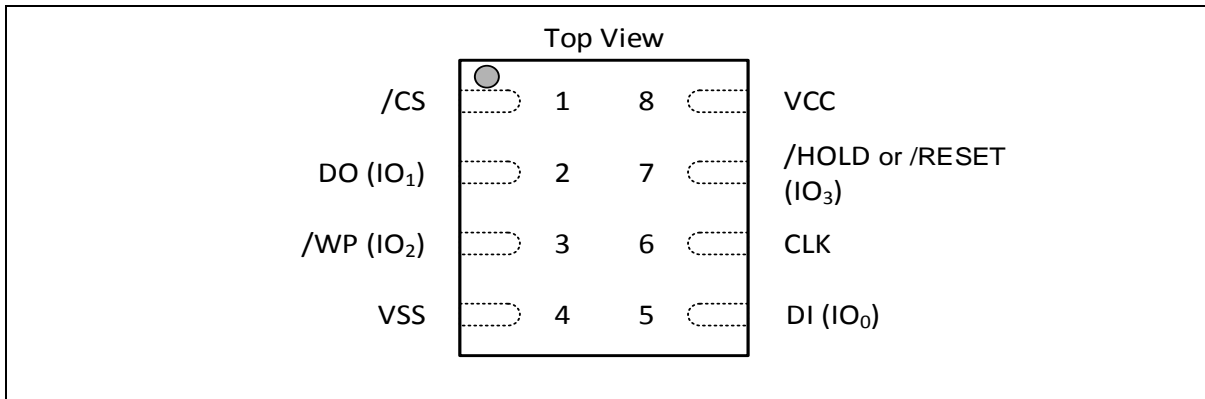 Top View
/CS 1 8 VCC
DO (IO₁) 2 7 /HOLD or /RESET
(IO₃)
/WP (IO₂) 3 6 CLK
VSS 4 5 DI (IO₀)